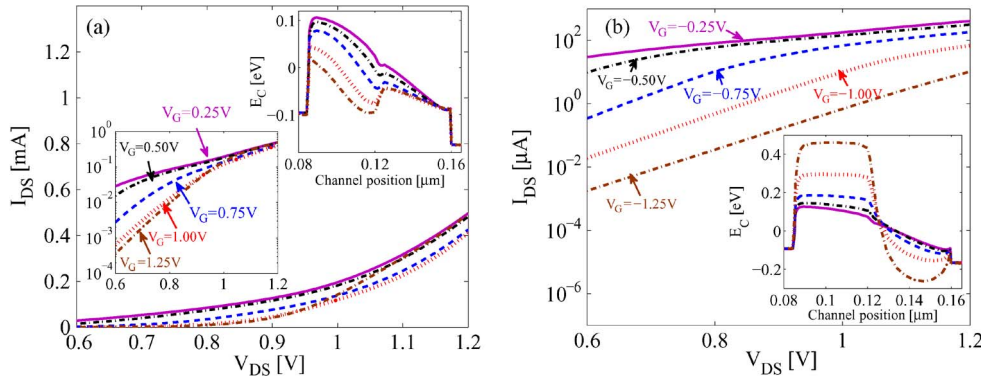 (a)
I_DS [mA]
1.4
1.2
1
0.8
0.6
0.4
0.2
0
0.6 0.7 0.8 0.9 1 1.1 1.2
V_DS [V]
E_C [eV]
0.1
0
−0.1
0.08 0.1 0.12 0.14 0.16
Channel position [μm]
V_G=0.25V
V_G=0.50V
V_G=0.75V
V_G=1.00V
V_G=1.25V
10^0
10^-1
10^-2
10^-3
10^-4
0.6 0.8 1 1.2
(b)
I_DS [μA]
10^2
10^0
10^-2
10^-4
10^-6
0.6 0.8 1 1.2
V_DS [V]
V_G=−0.25V
V_G=−0.50V
V_G=−0.75V
V_G=−1.00V
V_G=−1.25V
E_C [eV]
0.4
0.2
0
−0.2
0.08 0.1 0.12 0.14 0.16
Channel position [μm]